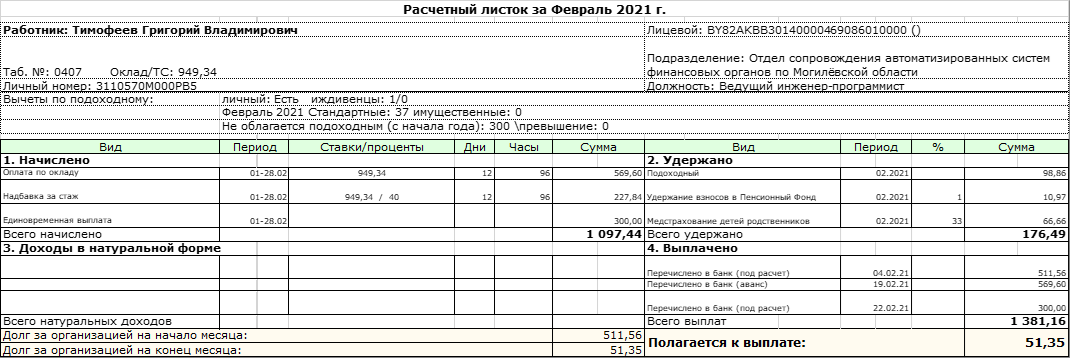 Расчетный листок за Февраль 2021 г.
Работник: Тимофеев Григорий Владимирович Лицевой: BY82AKBB30140000469086010000 ()
Таб. №: 0407 Оклад/ТС: 949,34 Подразделение: Отдел сопровождения автоматизированных систем
финансовых органов по Могилёвской области
Личный номер: 3110570М000РВ5 Должность: Ведущий инженер-программист
Вычеты по подоходному: личный: Есть иждивенцы: 1/0
Февраль 2021 Стандартные: 37 имущественные: 0
Не облагается подоходным (с начала года): 300 \превышение: 0
Вид Период Ставки/проценты Дни Часы Сумма Вид Период % Сумма
1. Начислено 2. Удержано
Оплата по окладу 01-28.02 949,34 12 96 569,60 Подоходный 02.2021 98,86
Надбавка за стаж 01-28.02 949,34 / 40 12 96 227,84 Удержание взносов в Пенсионный Фонд 02.2021 1 10,97
Единовременная выплата 01-28.02 300,00 Медстрахование детей родственников 02.2021 33 66,66
Всего начислено 1 097,44 Всего удержано 176,49
3. Доходы в натуральной форме 4. Выплачено
Перечислено в банк (под расчет) 04.02.21 511,56
Перечислено в банк (аванс) 19.02.21 569,60
Перечислено в банк (под расчет) 22.02.21 300,00
Всего натуральных доходов Всего выплат 1 381,16
Долг за организацией на начало месяца: 511,56 Полагается к выплате: 51,35
Долг за организацией на конец месяца: 51,35